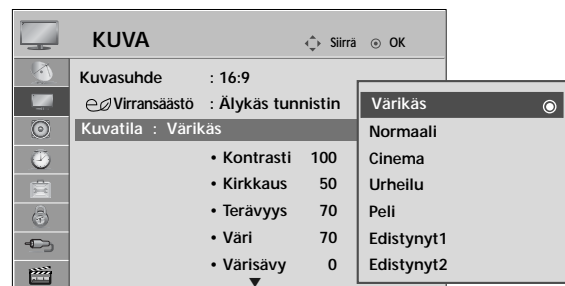 KUVA
Siirrä OK
Kuvasuhde : 16:9
Virransäästö : Älykäs tunnistin
Kuvatila : Värikäs
• Kontrasti 100
• Kirkkaus 50
• Terävyys 70
• Väri 70
• Värisävy 0
Värikäs
Normaali
Cinema
Urheilu
Peli
Edistynyt1
Edistynyt2